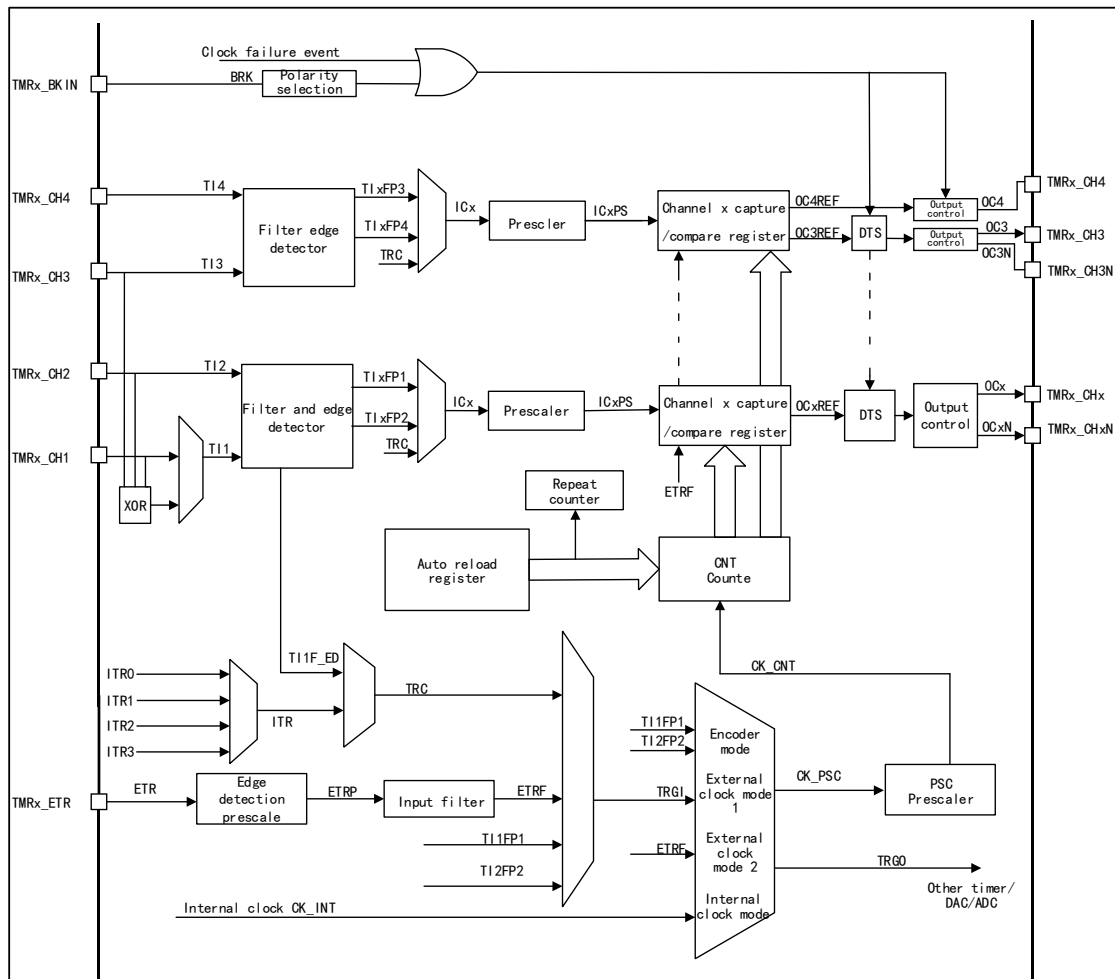 Clock failure event
TMRx_BKIN
BRK
Polarity
selection
TMRx_CH4
TI4
TIxFP3
TIxFP4
TRC
ICx
Prescler
ICxPS
Channel x capture
/compare register
OC4REF
OC3REF
DTS
Output
control
OC4
TMRx_CH4
Output
control
OC3
OC3N
TMRx_CH3
TMRx_CH3N
Filter edge
detector
TMRx_CH3
TI3
TMRx_CH2
TI2
TIxFP1
TIxFP2
TRC
ICx
Prescaler
ICxPS
Channel x capture
/compare register
OCxREF
DTS
Output
control
OCx
OCxN
TMRx_CHx
TMRx_CHxN
Filter and edge
detector
TMRx_CH1
TI1
XOR
ETRF
Repeat
counter
Auto reload
register
CNT
Counte
TI1F_ED
ITR0
ITR1
ITR2
ITR3
ITR
TRC
CK_CNT
TI1FP1
TI2FP2
Encoder
mode
External
clock mode
1
External
clock
mode 2
Internal
clock mode
CK_PSC
PSC
Prescaler
TMRx_ETR
ETR
Edge
detection
prescale
ETRP
Input filter
ETRF
TRGI
TI1FP1
TI2FP2
ETRF
TRGO
Other timer/
DAC/ADC
Internal clock CK_INT